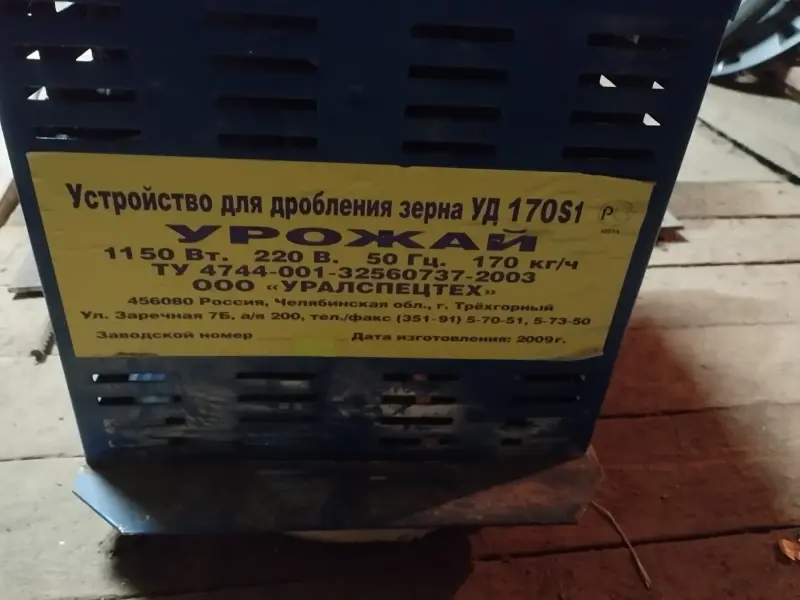 Устройство для дробления зерна УД 170S1
УРОЖАЙ
1150 Вт. 220 В. 50 Гц. 170 кг/ч
ТУ 4744-001-32560737-2003
ООО «УРАЛСПЕЦТЕХ»
456080 Россия, Челябинская обл., г. Трёхгорный
Ул. Заречная 7Б, а/я 200, тел./факс (351-91) 5-70-51, 5-73-50
Заводской номер Дата изготовления: 2009г.